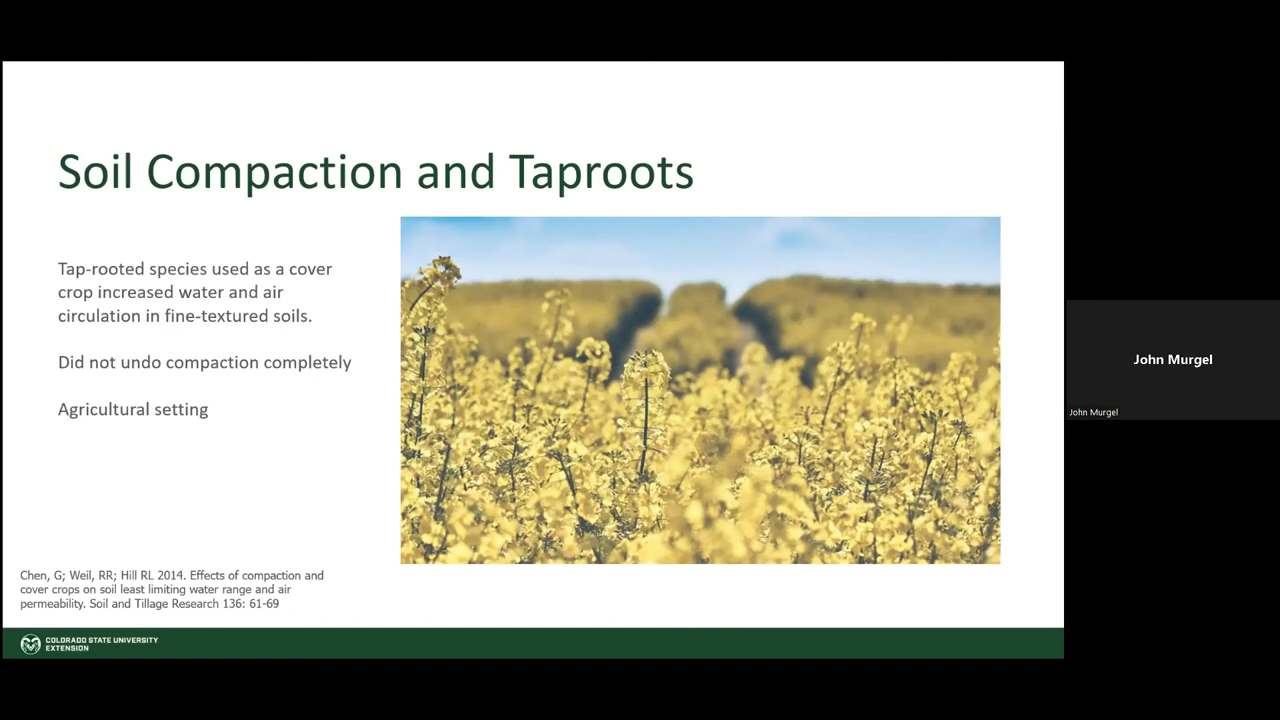 Soil Compaction and Taproots
Tap-rooted species used as a cover
crop increased water and air
circulation in fine-textured soils.
Did not undo compaction completely
Agricultural setting
Chen, G; Weil, RR; Hill RL 2014. Effects of compaction and
cover crops on soil least limiting water range and air
permeability. Soil and Tillage Research 136: 61-69
COLORADO STATE UNIVERSITY
EXTENSION
John Murgel
John Murgel